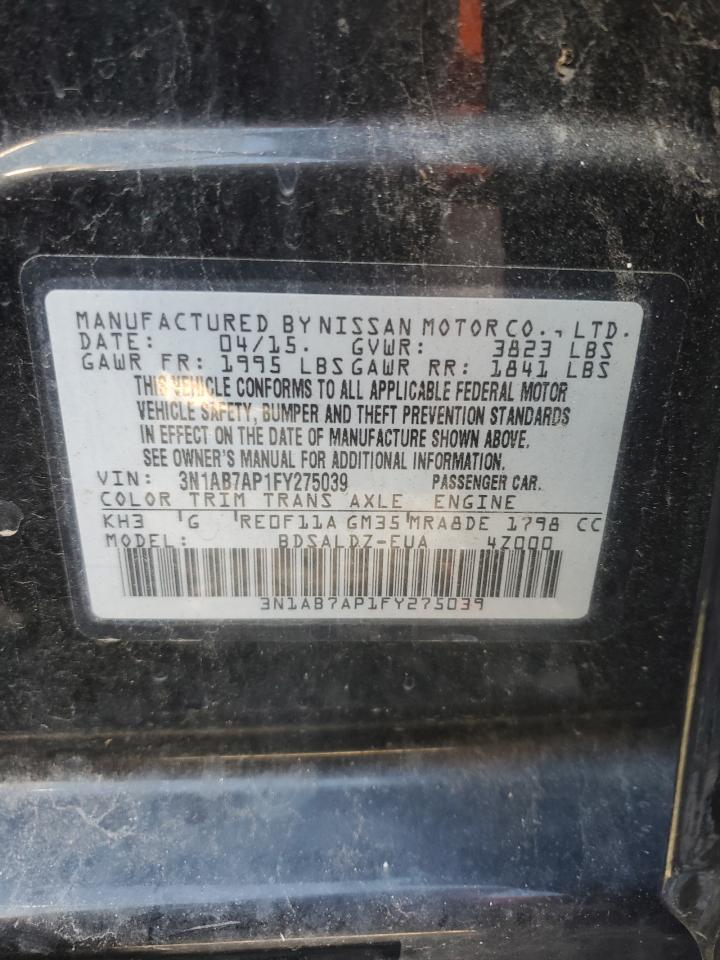 MANUFACTURED BY NISSAN MOTOR CO., LTD.
DATE: 04/15. GVWR: 3823 LBS
GAWR FR: 1995 LBS GAWR RR: 1841 LBS
THIS VEHICLE CONFORMS TO ALL APPLICABLE FEDERAL MOTOR
VEHICLE SAFETY, BUMPER AND THEFT PREVENTION STANDARDS
IN EFFECT ON THE DATE OF MANUFACTURE SHOWN ABOVE.
SEE OWNER'S MANUAL FOR ADDITIONAL INFORMATION.
VIN: 3N1AB7AP1FY275039 PASSENGER CAR.
COLOR TRIM TRANS AXLE ENGINE
KH3 G RE0F11A GM35 MRA8DE 1798 CC
MODEL: BDSALDZ-EUA 4Z000
3N1AB7AP1FY275039